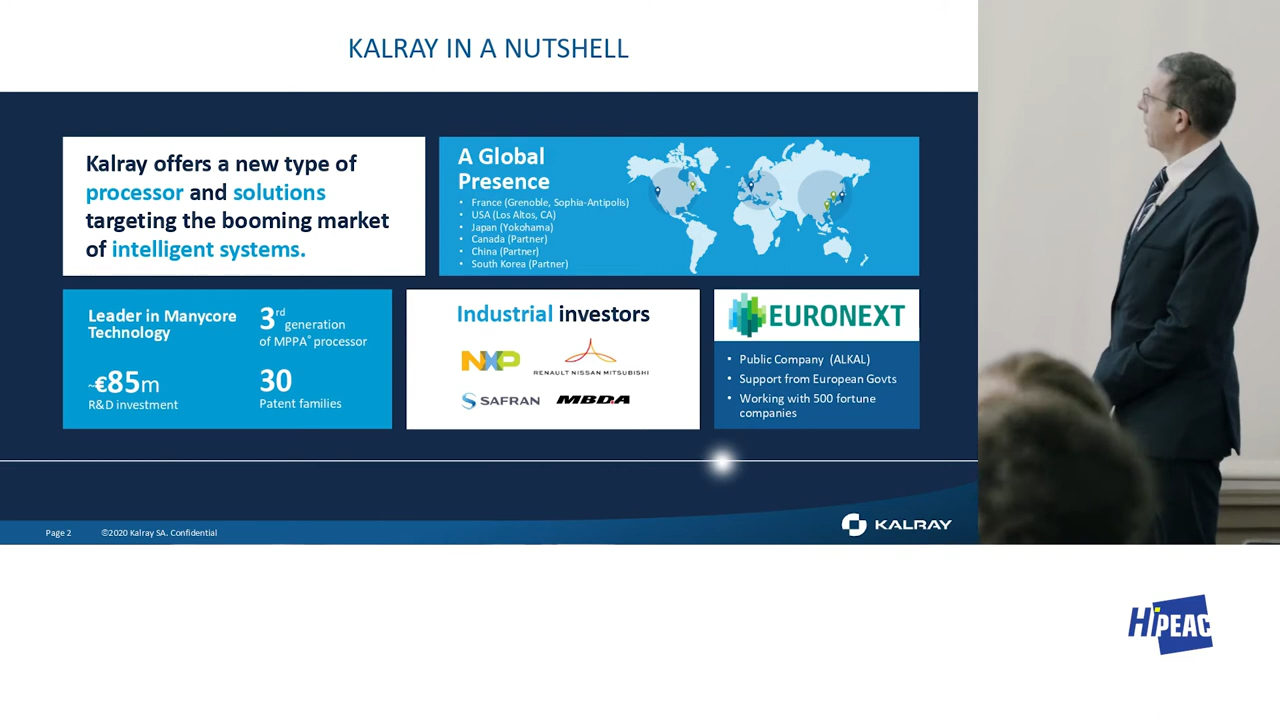 KALRAY IN A NUTSHELL
Kalray offers a new type of
processor and solutions
targeting the booming market
of intelligent systems.
A Global
Presence
• France (Grenoble, Sophia-Antipolis)
• USA (Los Altos, CA)
• Japan (Yokohama)
• Canada (Partner)
• China (Partner)
• South Korea (Partner)
Leader in Manycore
Technology
3rd generation
of MPPA® processor
~€85m
R&D investment
30
Patent families
Industrial investors
NXP
RENAULT NISSAN MITSUBISHI
SAFRAN
MBDA
EURONEXT
• Public Company (ALKAL)
• Support from European Govts
• Working with 500 fortune
companies
Page 2
©2020 Kalray SA. Confidential
KALRAY
HiPEAC